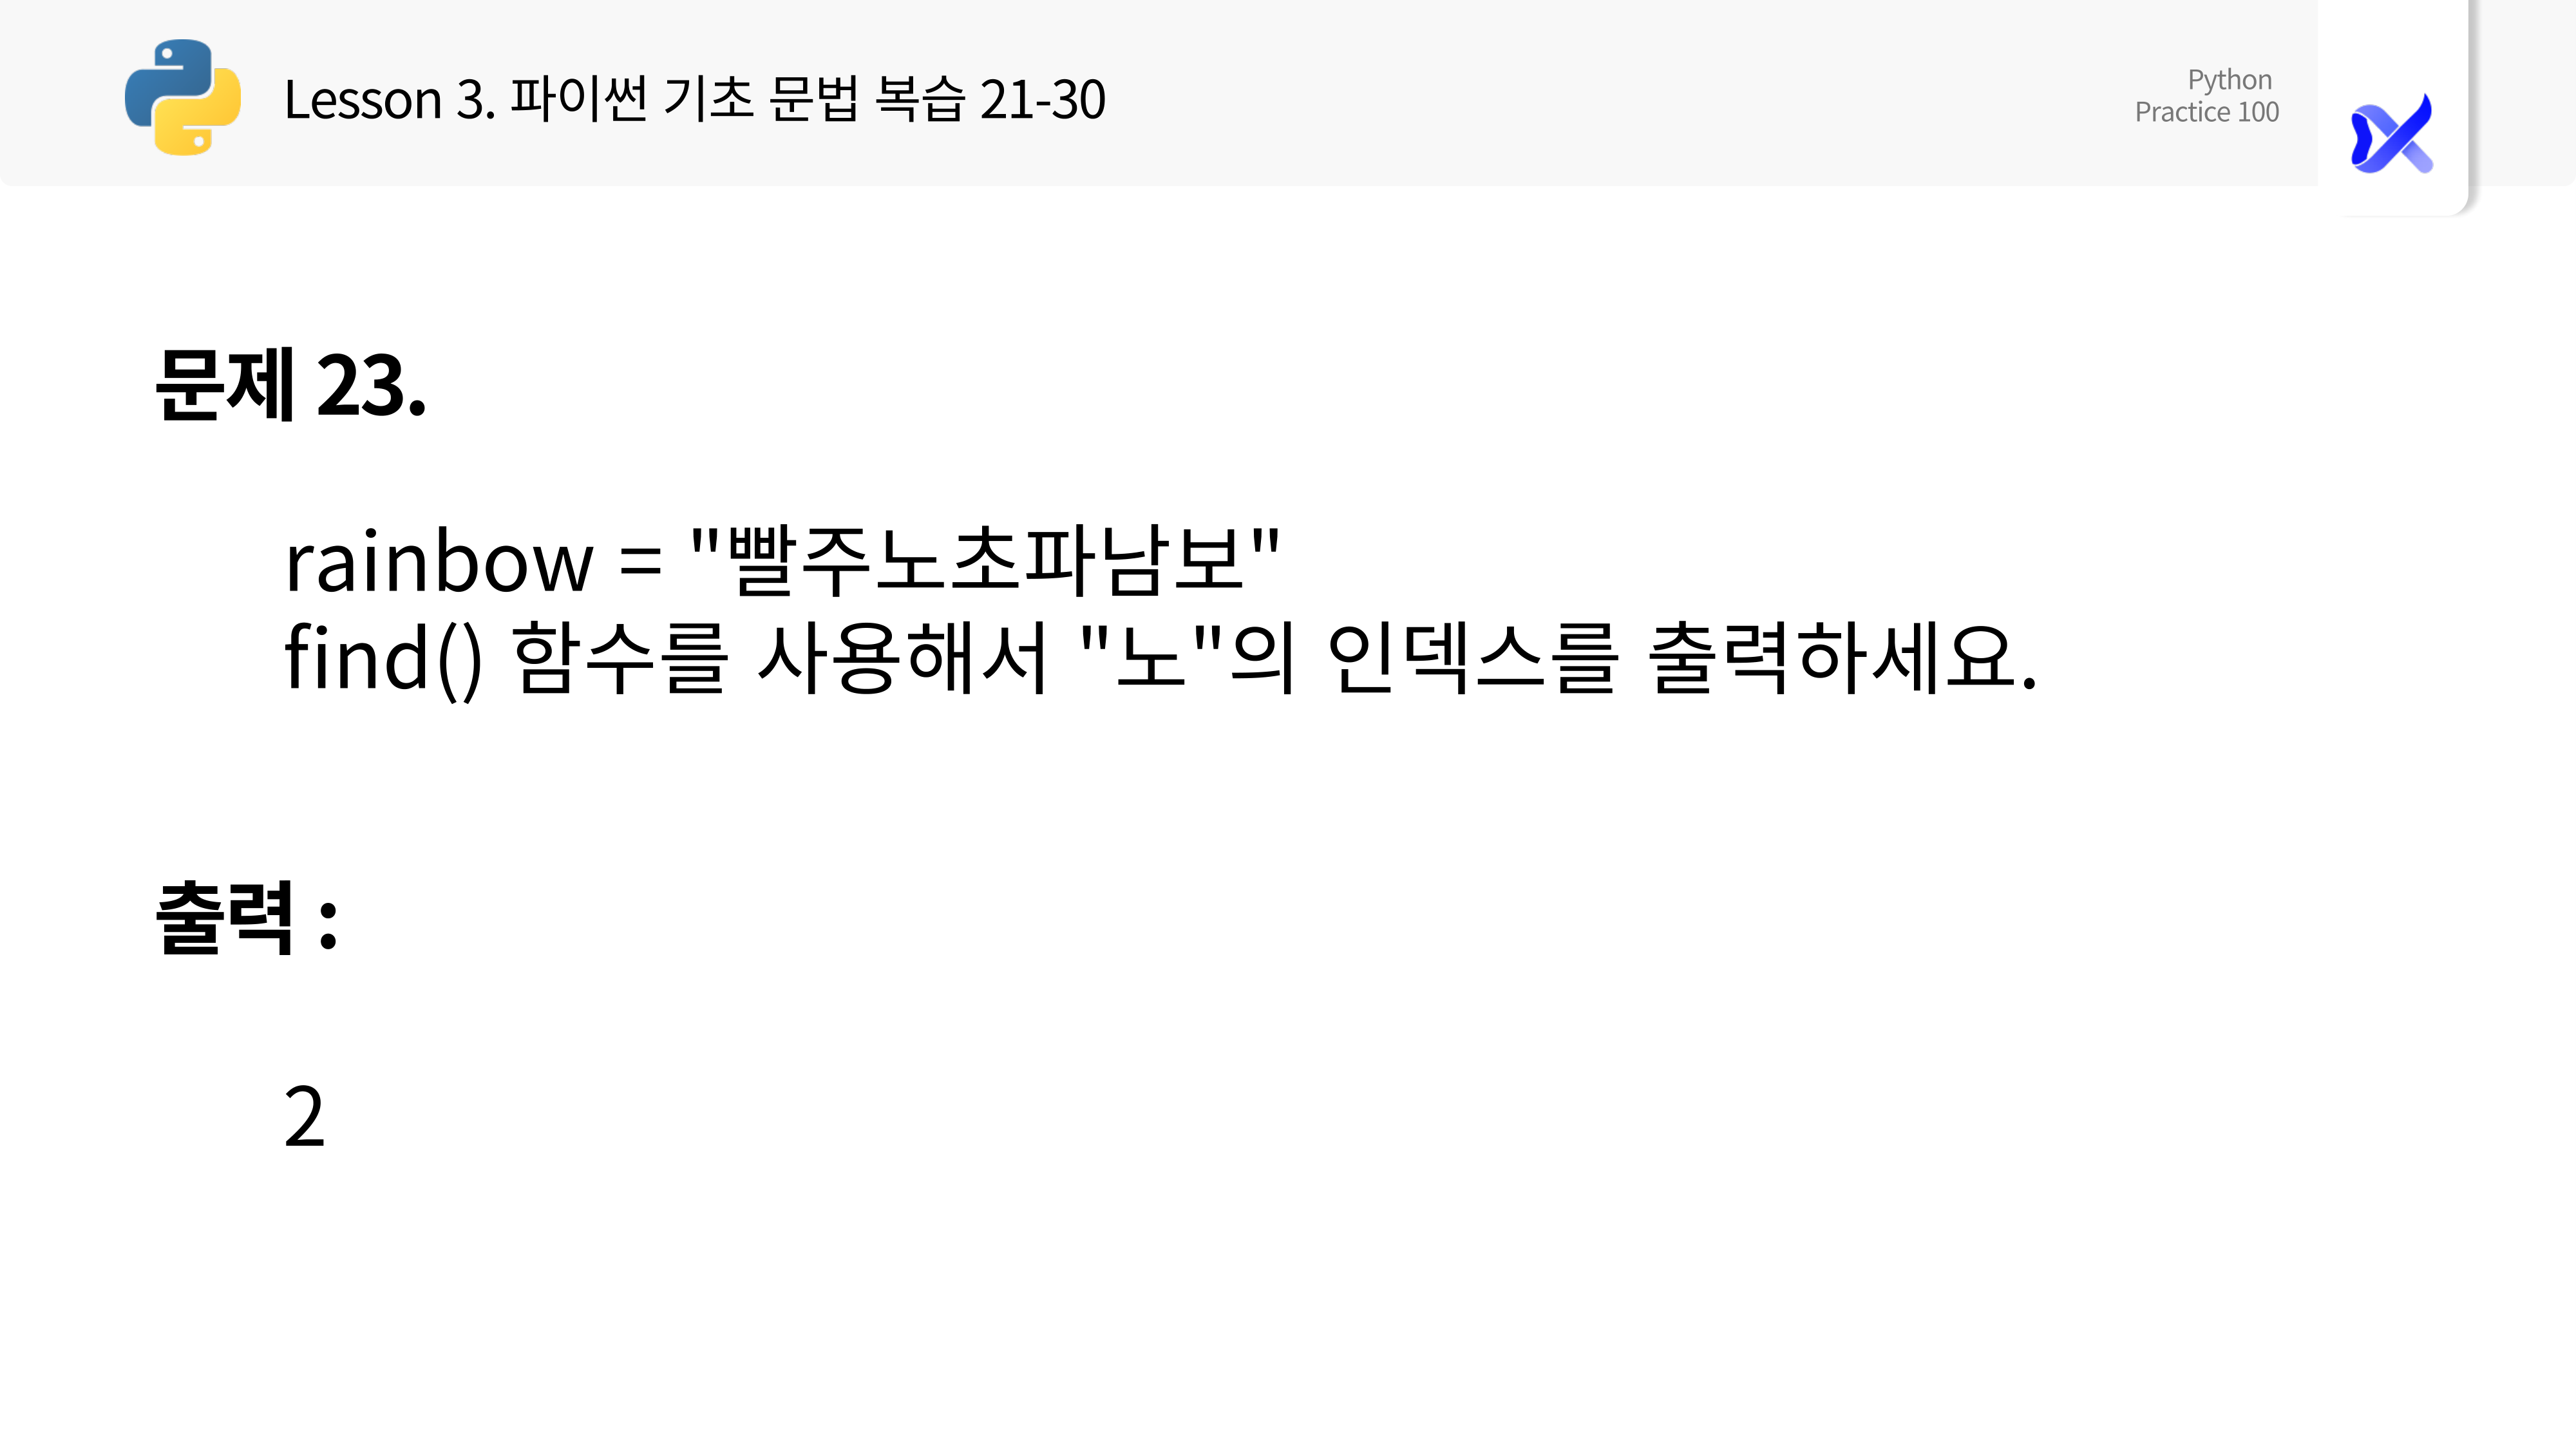 Lesson 3. 파이썬 기초 문법 복습 21-30
Python
Practice 100
문제 23.
rainbow = "빨주노초파남보"
find() 함수를 사용해서 "노"의 인덱스를 출력하세요.
출력 :
2